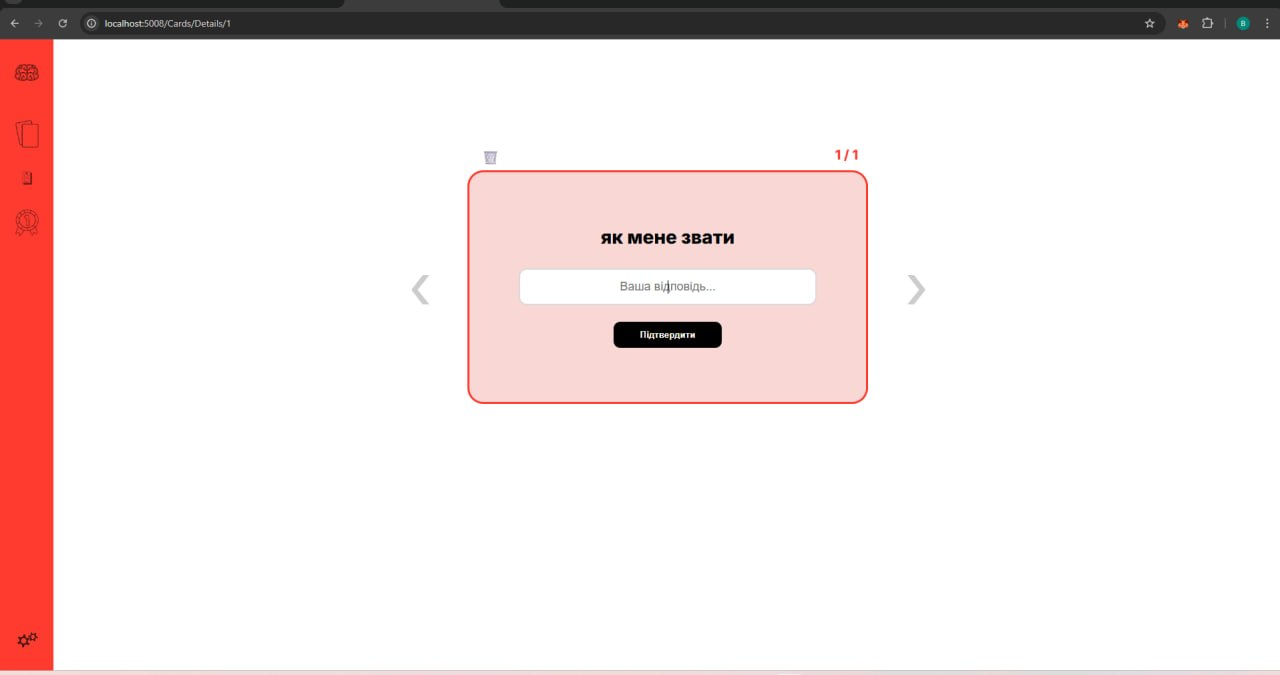 localhost:5008/Cards/Details/1
B
1 / 1
як мене звати
Ваша відповідь...
Підтвердити